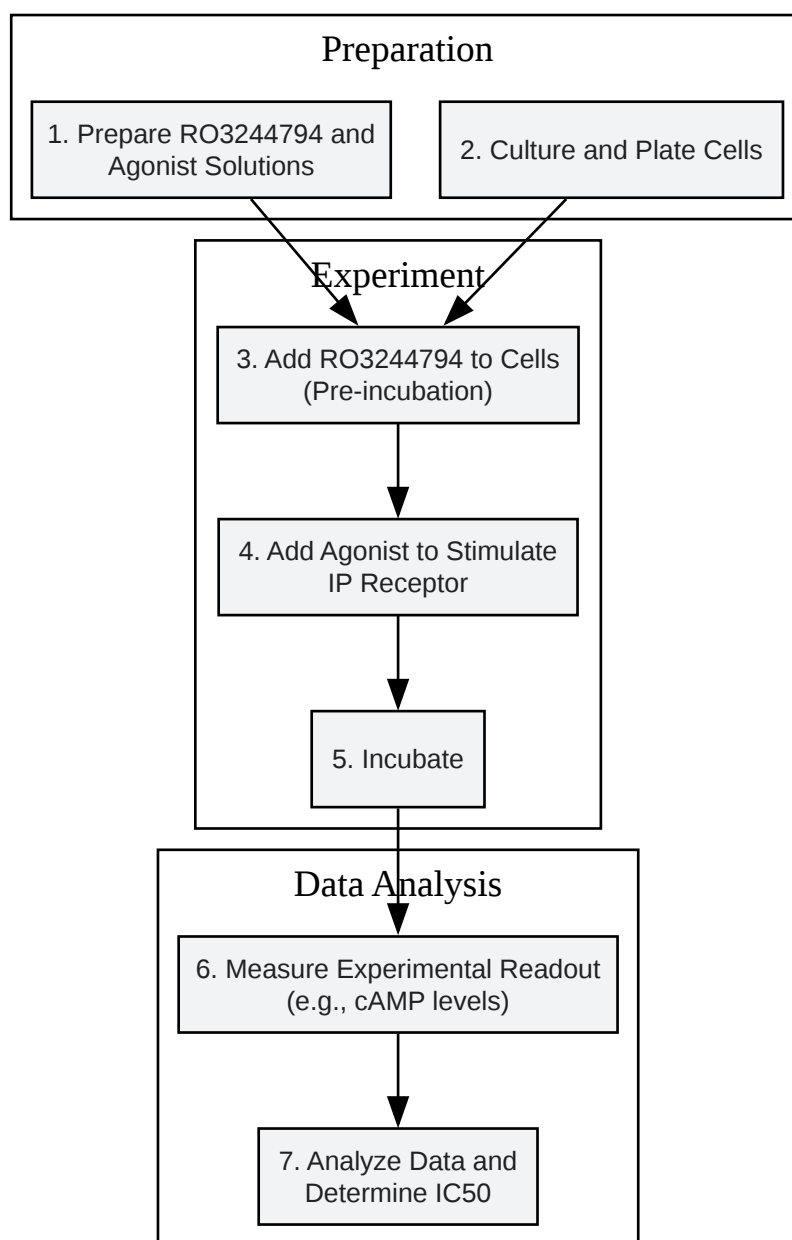 Preparation
1. Prepare RO3244794 and
Agonist Solutions
2. Culture and Plate Cells
Experiment
3. Add RO3244794 to Cells
(Pre-incubation)
4. Add Agonist to Stimulate
IP Receptor
5. Incubate
Data Analysis
6. Measure Experimental Readout
(e.g., cAMP levels)
7. Analyze Data and
Determine IC50